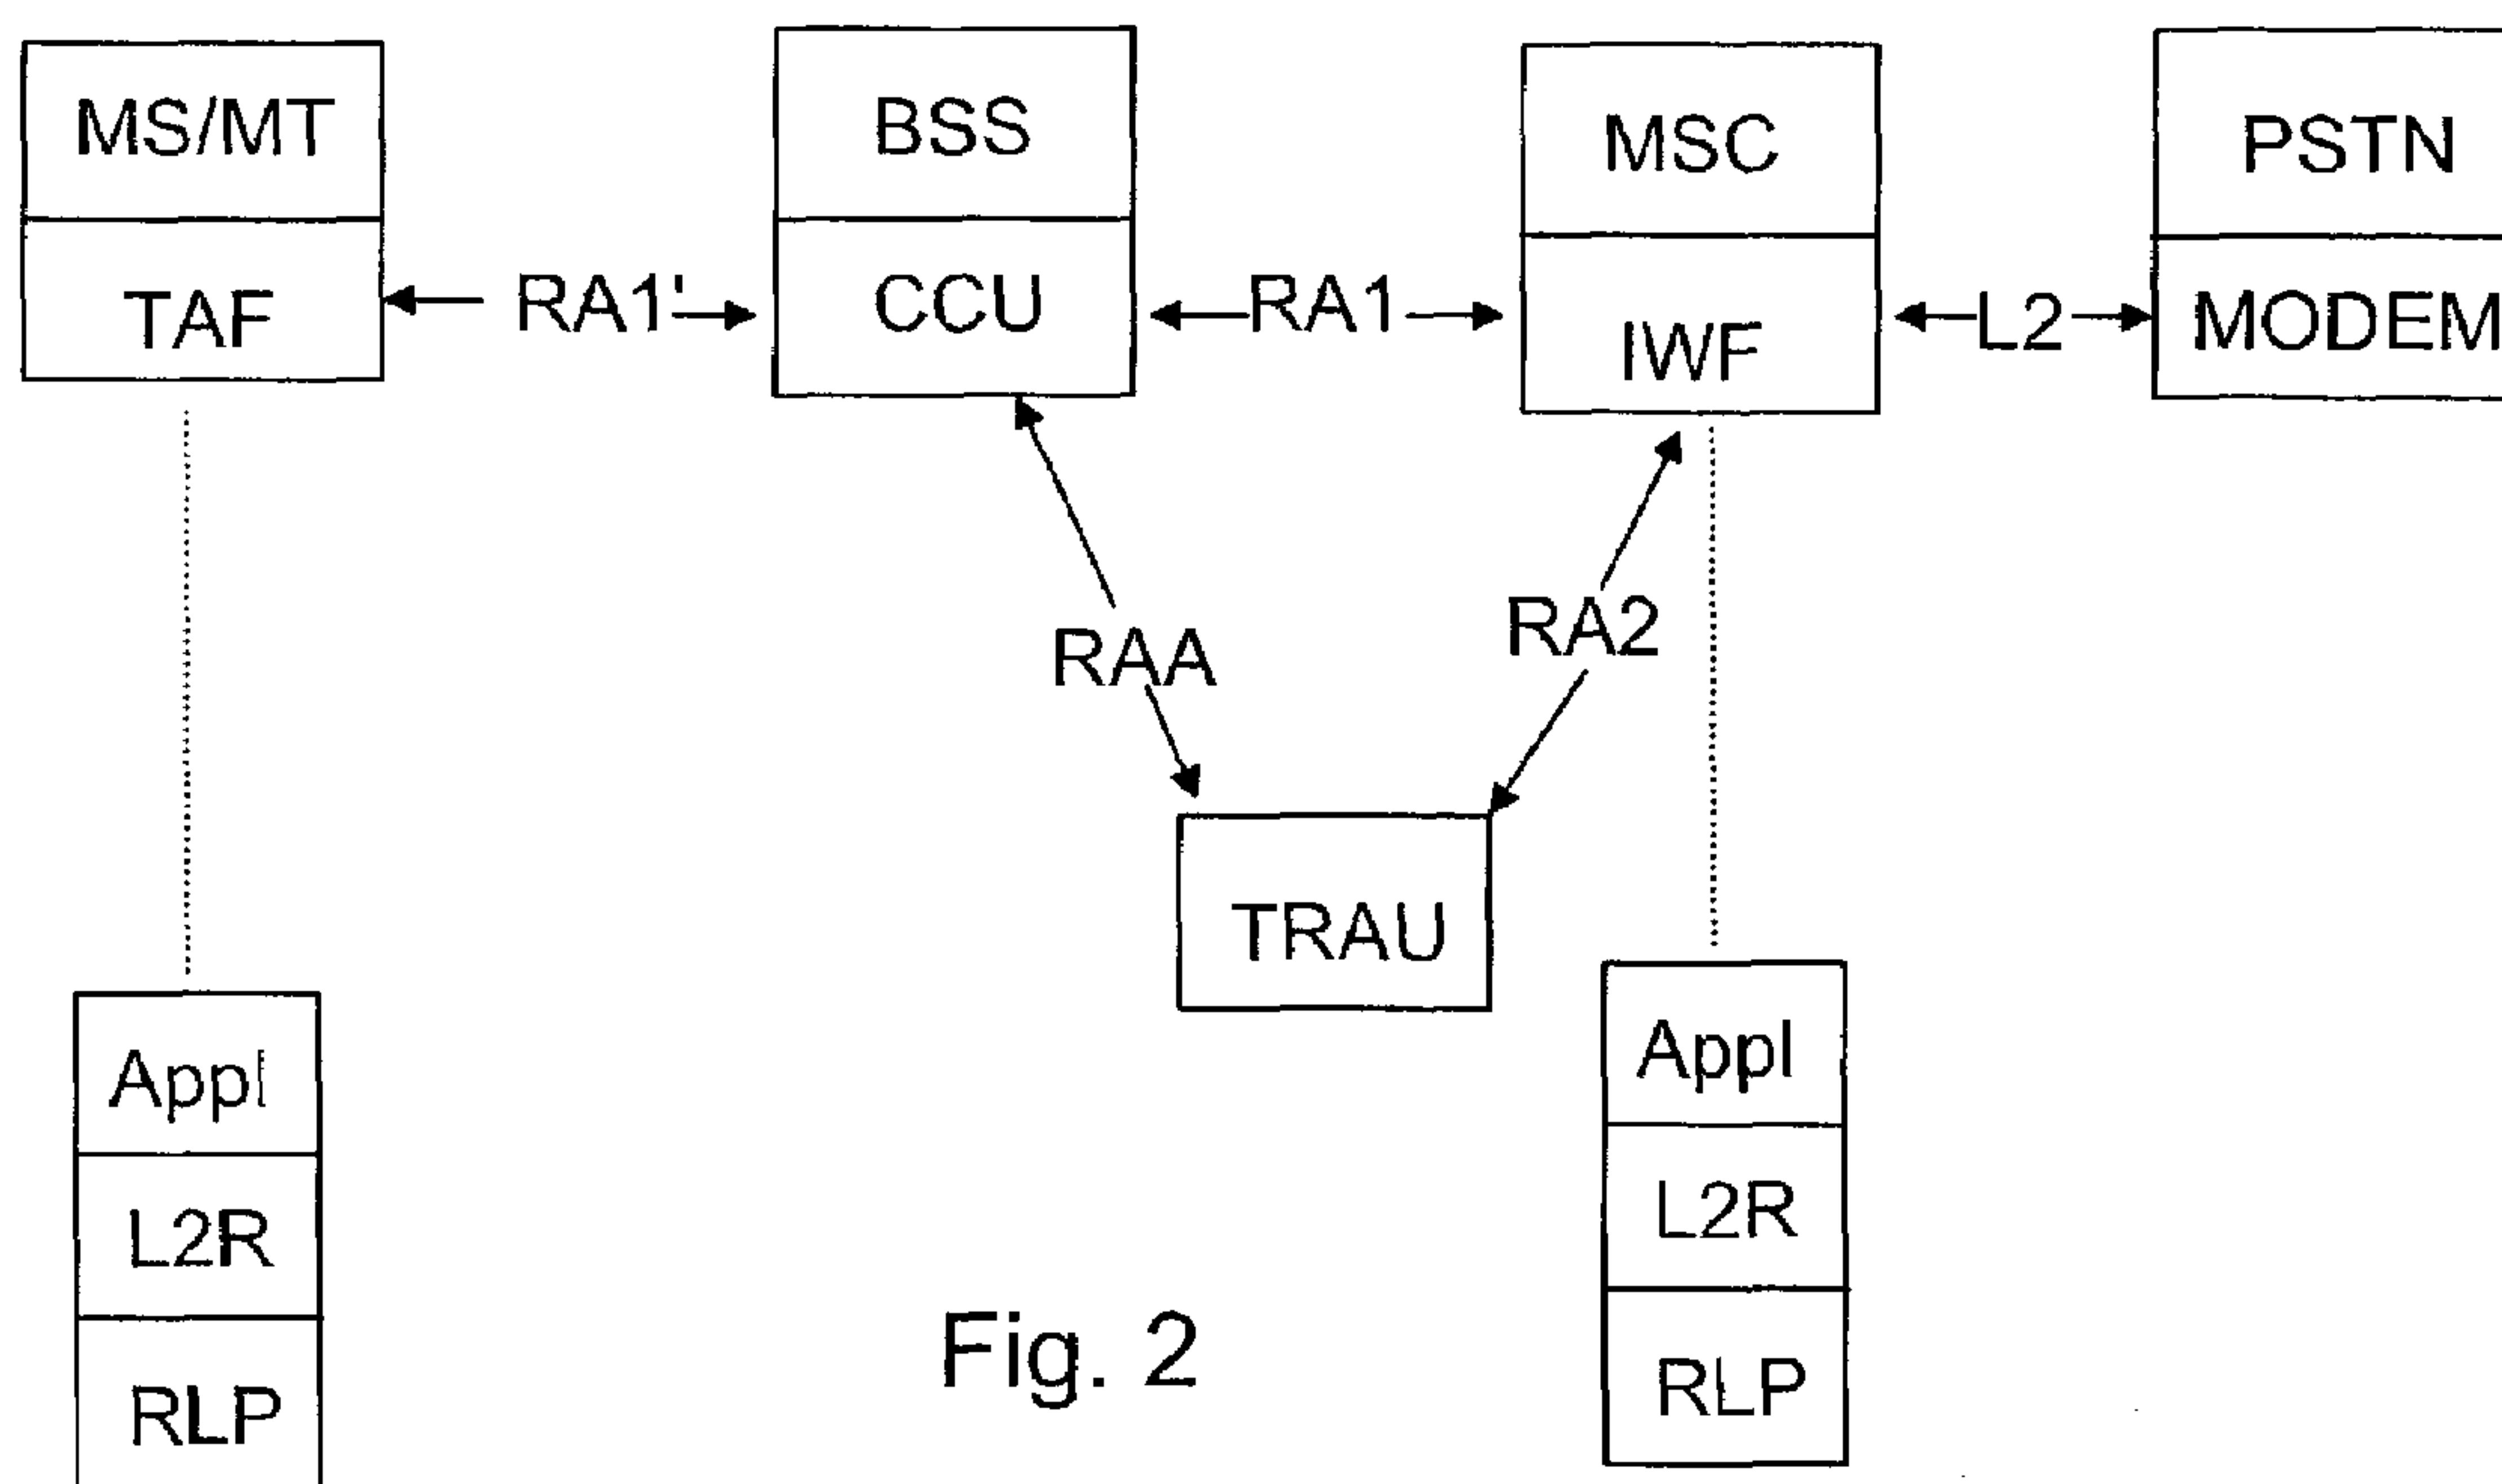 MS/MT
BSS
MSC
PSTN
TAF
RA1'
CCU
RA1
IWF
L2
MODEM
RAA
RA2
TRAU
Appl
L2R
RLP
Appl
L2R
RLP
Fig. 2